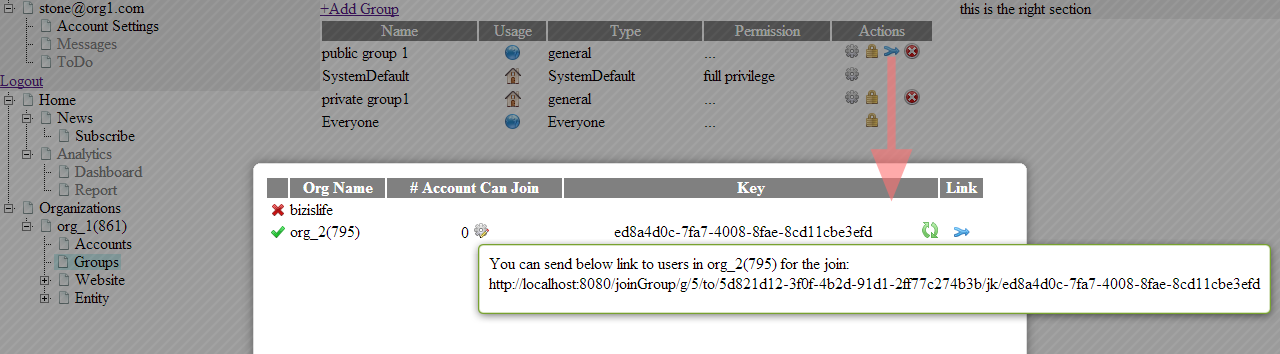 stone@org1.com
Account Settings
Messages
ToDo
Logout
Home
News
Subscribe
Analytics
Dashboard
Report
Organizations
org_1(861)
Accounts
Groups
Website
Entity
+Add Group
Name Usage Type Permission Actions
public group 1 general ...
SystemDefault SystemDefault full privilege
private group1 general ...
Everyone Everyone ...
this is the right section
Org Name # Account Can Join Key Link
bizislife
org_2(795) 0 ed8a4d0c-7fa7-4008-8fae-8cd11cbe3efd
You can send below link to users in org_2(795) for the join:
http://localhost:8080/joinGroup/g/5/to/5d821d12-3f0f-4b2d-91d1-2ff77c274b3b/jk/ed8a4d0c-7fa7-4008-8fae-8cd11cbe3efd